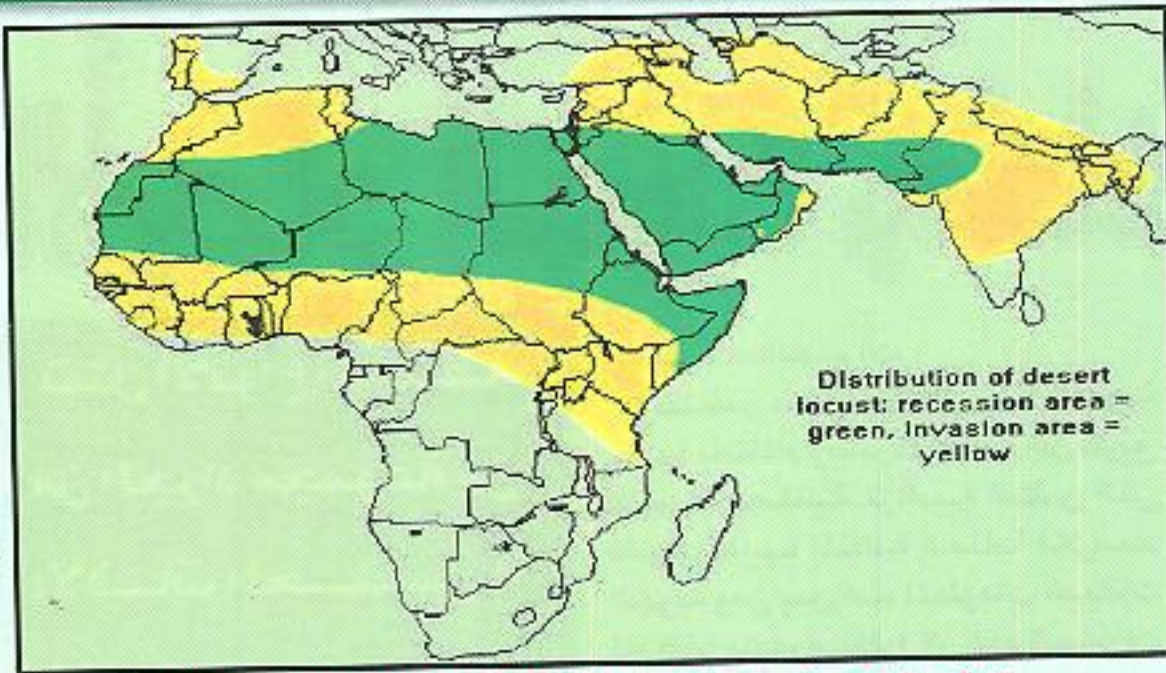 Distribution of desert
locust: recession area =
green, invasion area =
yellow